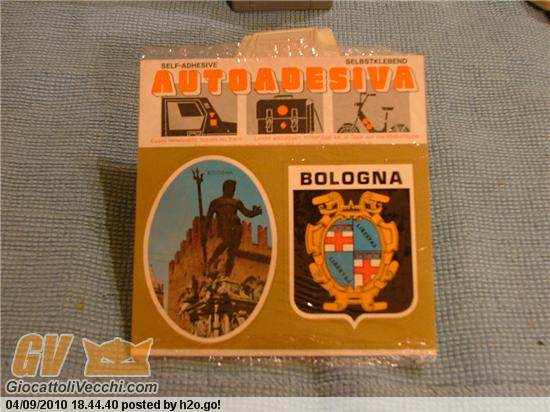 SELF-ADHESIVE
SELBSTKLEBEND
AUTOADESIVA
BOLOGNA
BOLOGNA
LIBERTAS
LIBERTAS
GV
GiocattoliVecchi.com
04/09/2010 18.44.40 posted by h2o.go!